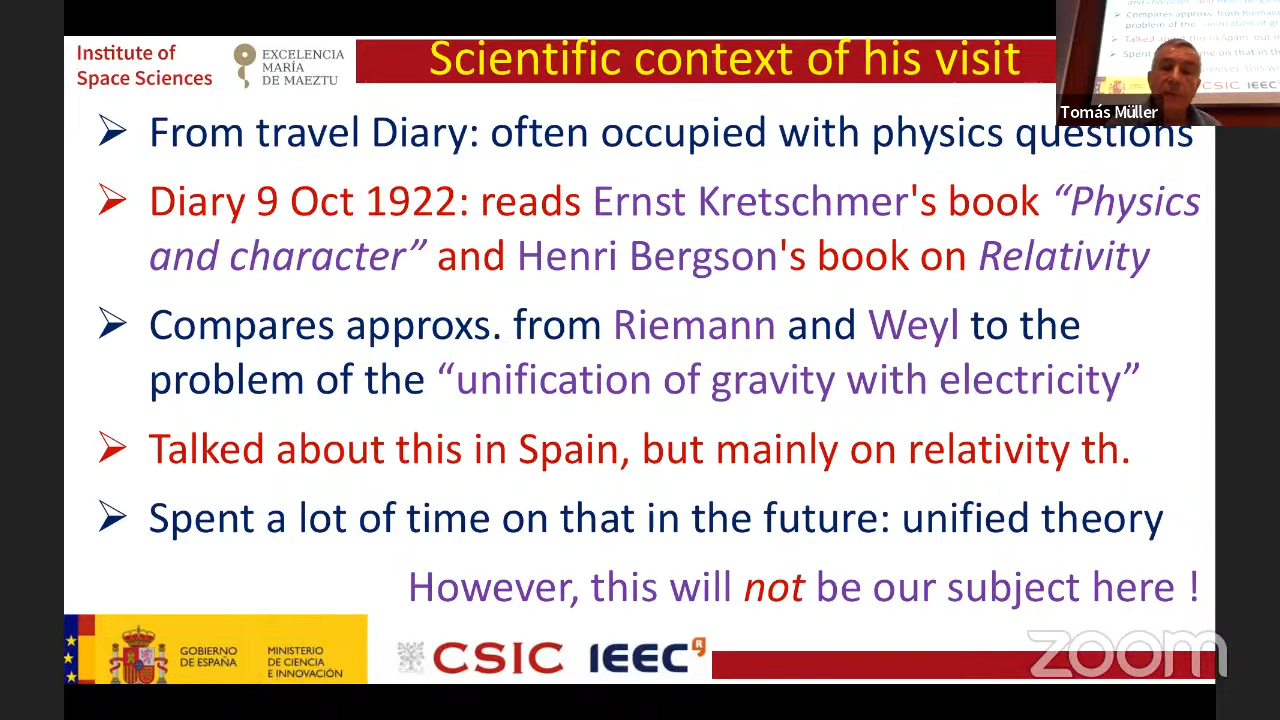 Institute of
Space Sciences
EXCELENCIA
MARÍA
DE MAEZTU
Scientific context of his visit
Tomás Müller
➢ From travel Diary: often occupied with physics questions
➢ Diary 9 Oct 1922: reads Ernst Kretschmer's book “Physics
and character” and Henri Bergson's book on Relativity
➢ Compares approxs. from Riemann and Weyl to the
problem of the “unification of gravity with electricity”
➢ Talked about this in Spain, but mainly on relativity th.
➢ Spent a lot of time on that in the future: unified theory
However, this will not be our subject here !
GOBIERNO
DE ESPAÑA
MINISTERIO
DE CIENCIA
E INNOVACIÓN
CSIC
IEEC
zoom